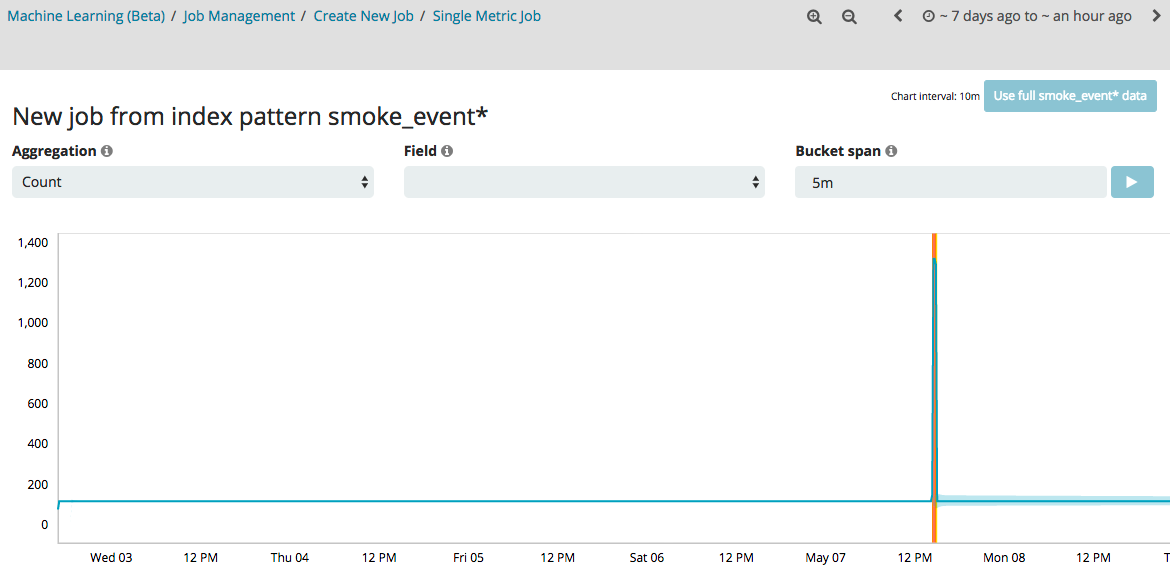 Machine Learning (Beta) / Job Management / Create New Job / Single Metric Job
~ 7 days ago to ~ an hour ago
Chart interval: 10m
Use full smoke_event* data
New job from index pattern smoke_event*
Aggregation
Field
Bucket span
Count
5m
1,400
1,200
1,000
800
600
400
200
0
Wed 03 12 PM Thu 04 12 PM Fri 05 12 PM Sat 06 12 PM May 07 12 PM Mon 08 12 PM T